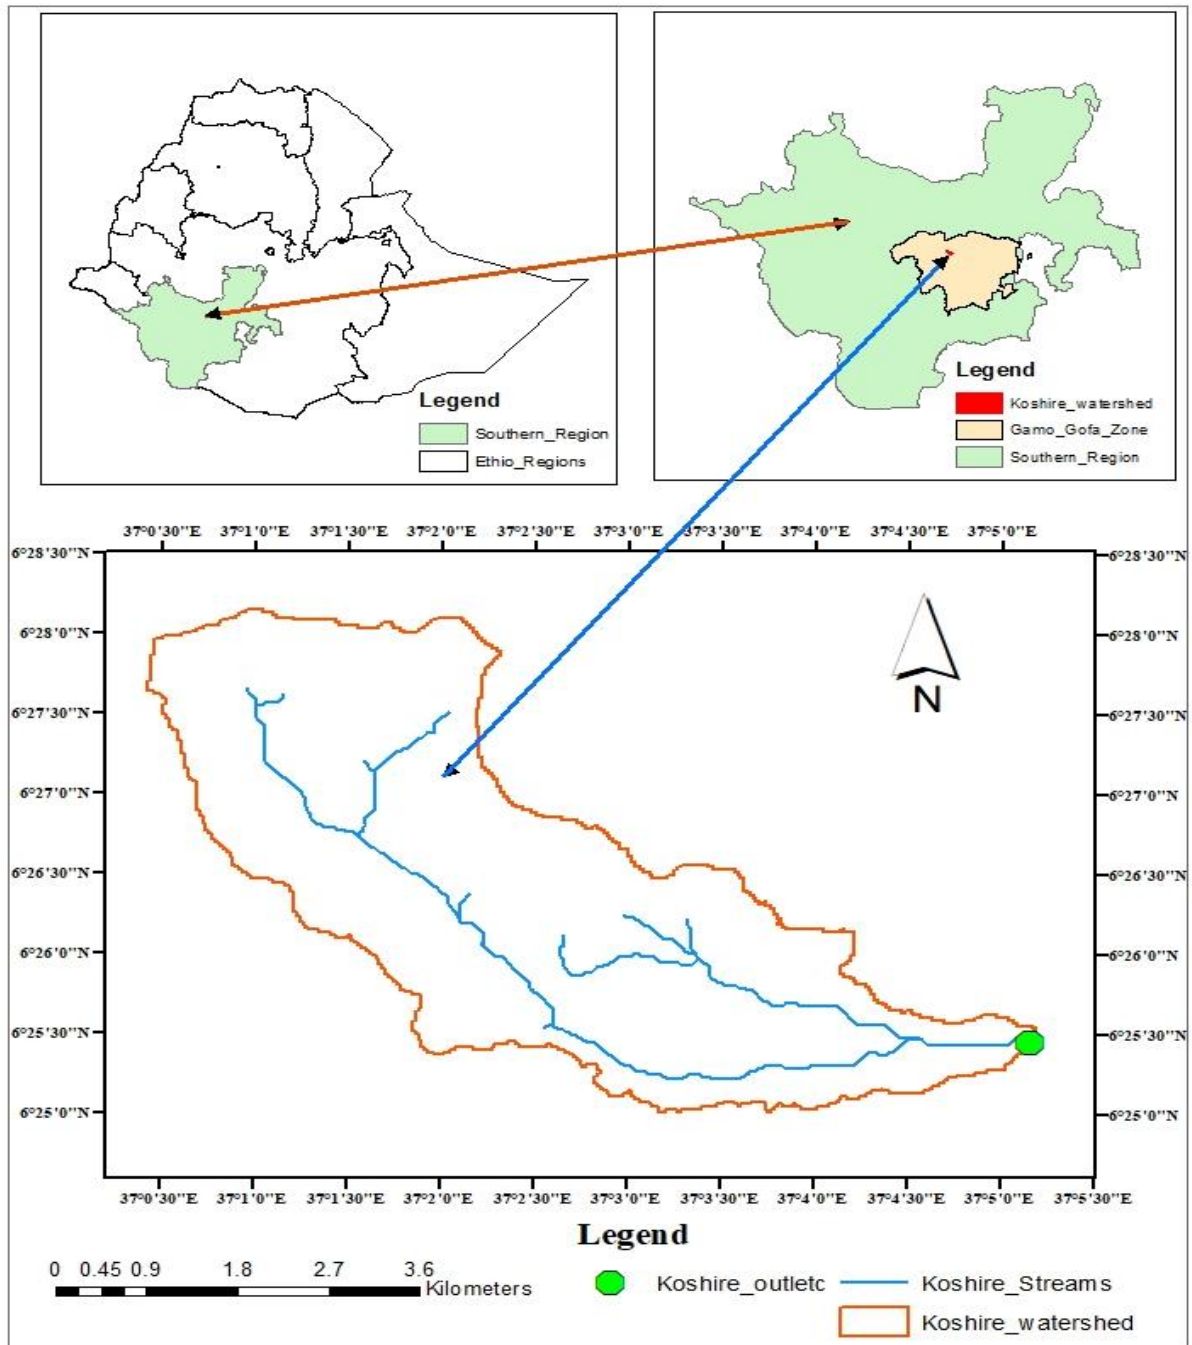 Legend
Southern_Region
Ethio_Regions
Legend
Koshire_watershed
Gamo_Gofa_Zone
Southern_Region
37°0'30"E 37°1'0"E 37°1'30"E 37°2'0"E 37°2'30"E 37°3'0"E 37°3'30"E 37°4'0"E 37°4'30"E 37°5'0"E
6°28'30"N 6°28'30"N
6°28'0"N 6°28'0"N
6°27'30"N 6°27'30"N
6°27'0"N 6°27'0"N
6°26'30"N 6°26'30"N
6°26'0"N 6°26'0"N
6°25'30"N 6°25'30"N
6°25'0"N 6°25'0"N
N
37°0'30"E 37°1'0"E 37°1'30"E 37°2'0"E 37°2'30"E 37°3'0"E 37°3'30"E 37°4'0"E 37°4'30"E 37°5'0"E 37°5'30"E
Legend
0 0.45 0.9 1.8 2.7 3.6
Kilometers
Koshire_outletc
Koshire_Streams
Koshire_watershed